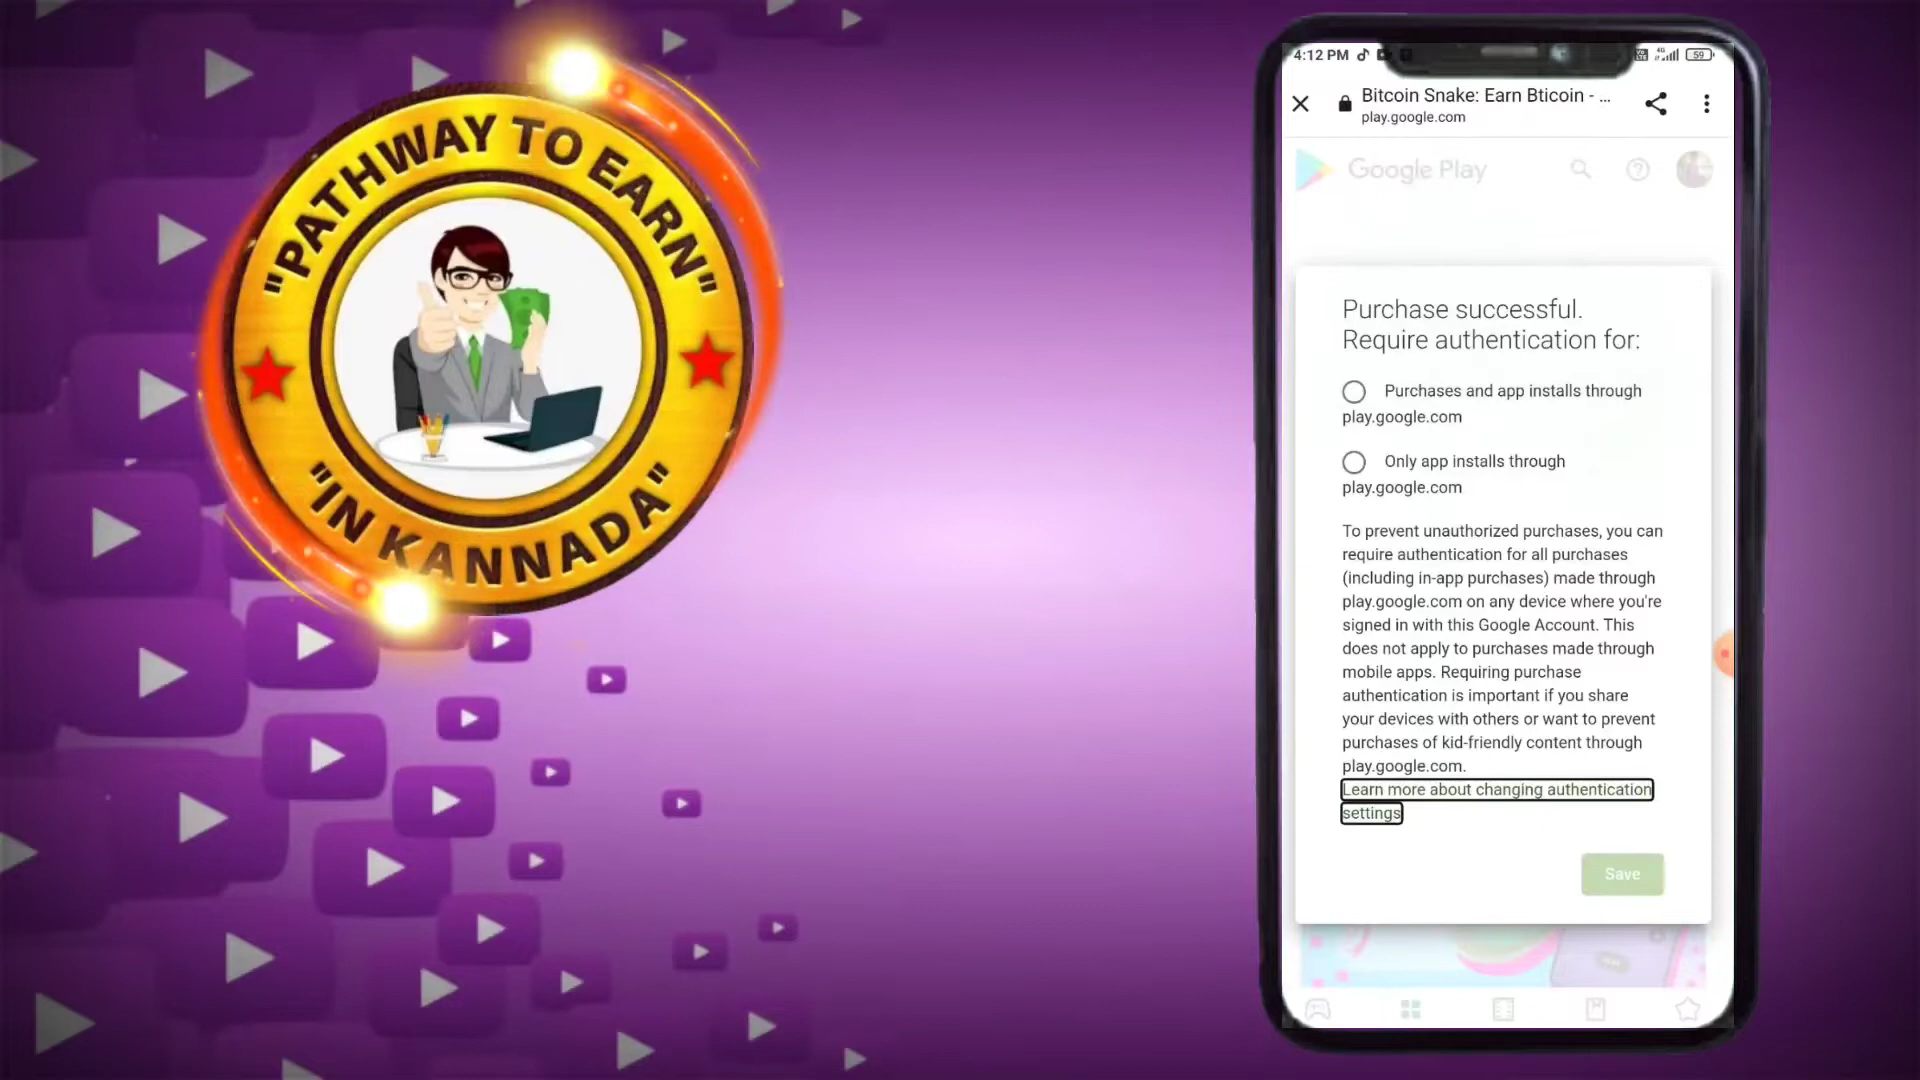 "PATHWAY TO EARN"
"IN KANNADA"
4:12 PM
59
Bitcoin Snake: Earn Bticoin - ...
play.google.com
Google Play
Purchase successful.
Require authentication for:
Purchases and app installs through
play.google.com
Only app installs through
play.google.com
To prevent unauthorized purchases, you can
require authentication for all purchases
(including in-app purchases) made through
play.google.com on any device where you're
signed in with this Google Account. This
does not apply to purchases made through
mobile apps. Requiring purchase
authentication is important if you share
your devices with others or want to prevent
purchases of kid-friendly content through
play.google.com.
Learn more about changing authentication
settings
Save